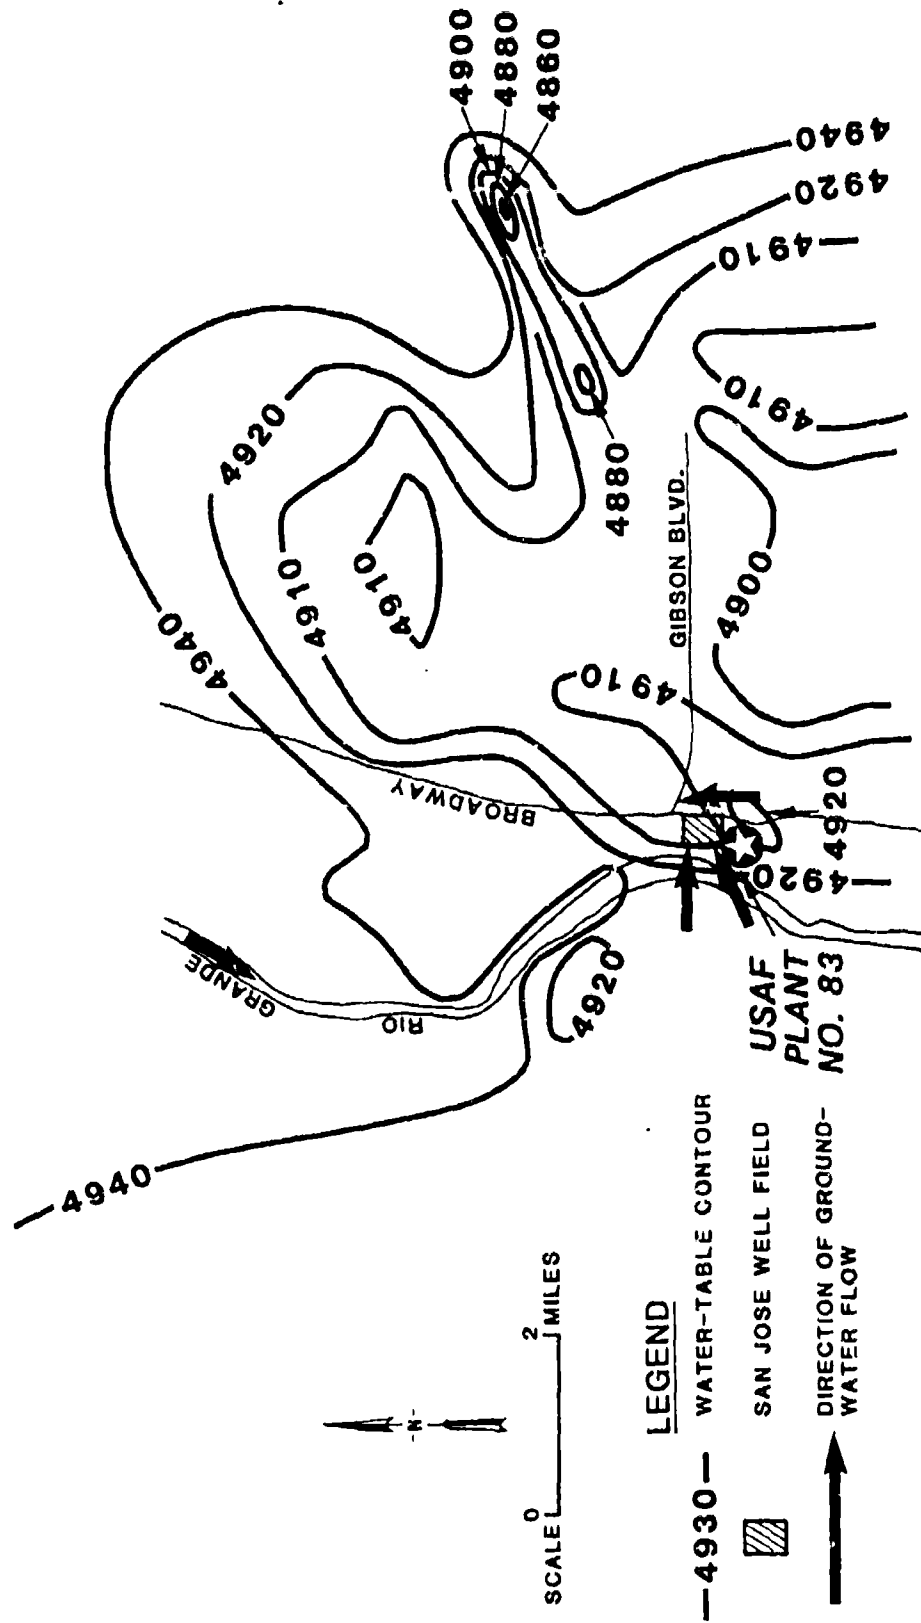 4940
4920
4940
4910
4910
4900
4880
4860
4940
4920
4910
4910
4880
GIBSON BLVD.
4900
4910
BROADWAY
RIO
GRANDE
4920
4920
4920
USAF
PLANT
NO. 83
-N-
SCALE
0
2
MILES
LEGEND
—4930— WATER-TABLE CONTOUR
SAN JOSE WELL FIELD
DIRECTION OF GROUND-
WATER FLOW